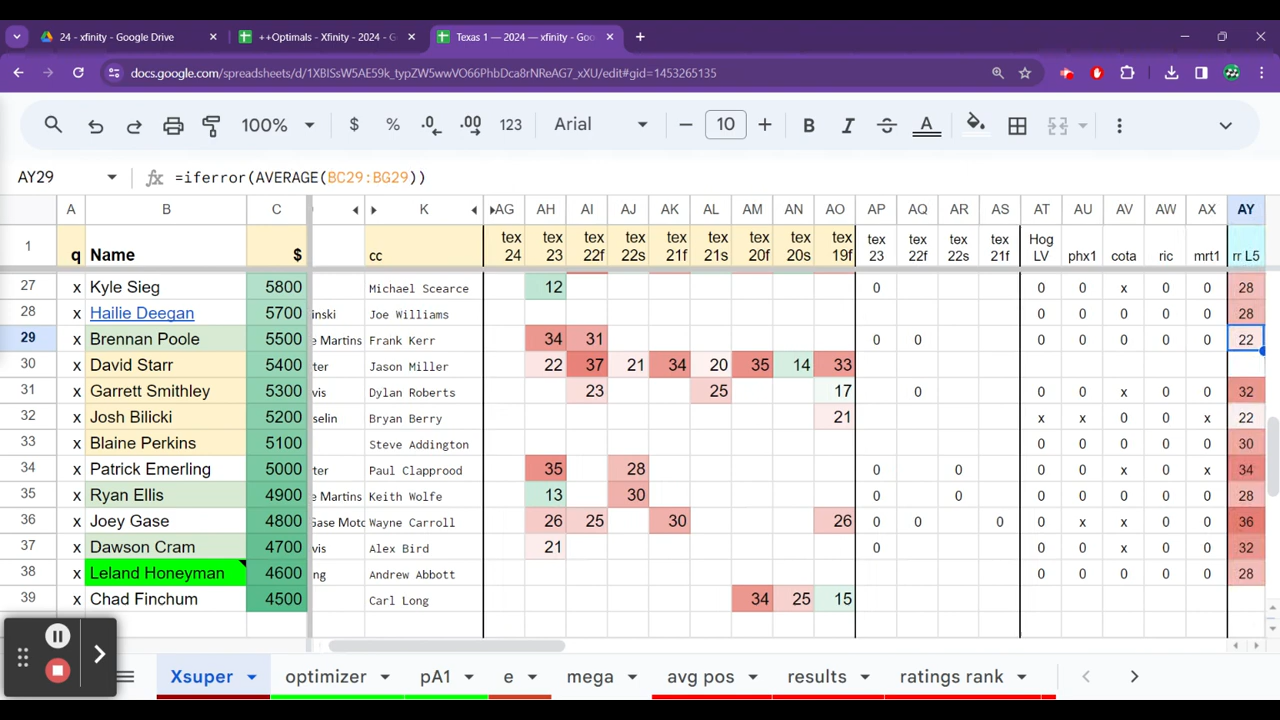 24 - xfinity - Google Drive
++Optimals - Xfinity - 2024 - G
Texas 1 — 2024 — xfinity - Goo
docs.google.com/spreadsheets/d/1XBISsW5AE59k_typZW5wwVO66PhbDca8rNReAG7_xXU/edit#gid=1453265135
100% $ % .0 .00 123 Arial 10 B I A
AY29 fx =iferror(AVERAGE(BC29:BG29))
A B C K AG AH AI AJ AK AL AM AN AO AP AQ AR AS AT AU AV AW AX AY
1 q Name $ cc tex 24 tex 23 tex 22f tex 22s tex 21f tex 21s tex 20f tex 20s tex 19f tex 23 tex 22f tex 22s tex 21f Hog LV phx1 cota ric mrt1 rr L5
27 x Kyle Sieg 5800 Michael Scearce 12 0 0 0 x 0 0 28
28 x Hailie Deegan 5700 inski Joe Williams 0 0 0 0 0 28
29 x Brennan Poole 5500 e Martins Frank Kerr 34 31 0 0 0 0 0 0 0 22
30 x David Starr 5400 ter Jason Miller 22 37 21 34 20 35 14 33
31 x Garrett Smithley 5300 vis Dylan Roberts 23 25 17 0 0 0 x 0 0 32
32 x Josh Bilicki 5200 selin Bryan Berry 21 x x 0 0 x 22
33 x Blaine Perkins 5100 Steve Addington 0 0 0 0 0 30
34 x Patrick Emerling 5000 ter Paul Clapprood 35 28 0 0 0 0 x 0 x 34
35 x Ryan Ellis 4900 e Martins Keith Wolfe 13 30 0 0 0 0 0 0 0 28
36 x Joey Gase 4800 Gase Moto Wayne Carroll 26 25 30 26 0 0 0 0 x x 0 0 36
37 x Dawson Cram 4700 vis Alex Bird 21 0 0 0 x 0 0 32
38 x Leland Honeyman 4600 ng Andrew Abbott 0 0 0 0 0 28
39 x Chad Finchum 4500 Carl Long 34 25 15
Xsuper optimizer pA1 e mega avg pos results ratings rank